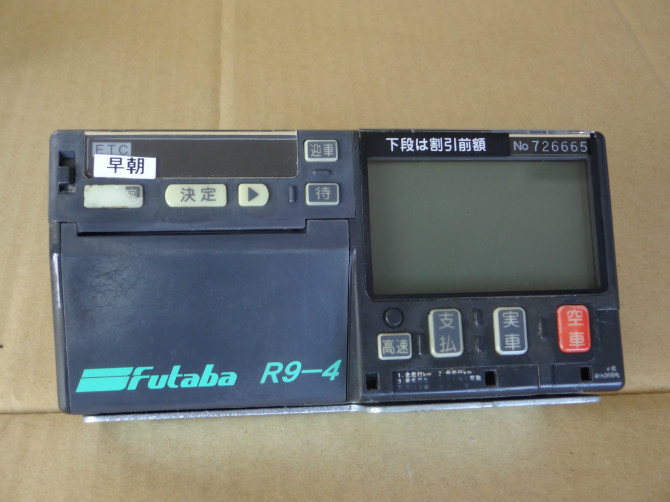 ETC
早朝
決定
迎車
待
下段は割引前額
No 726665
高速
支払
実車
空車
Futaba R9-4